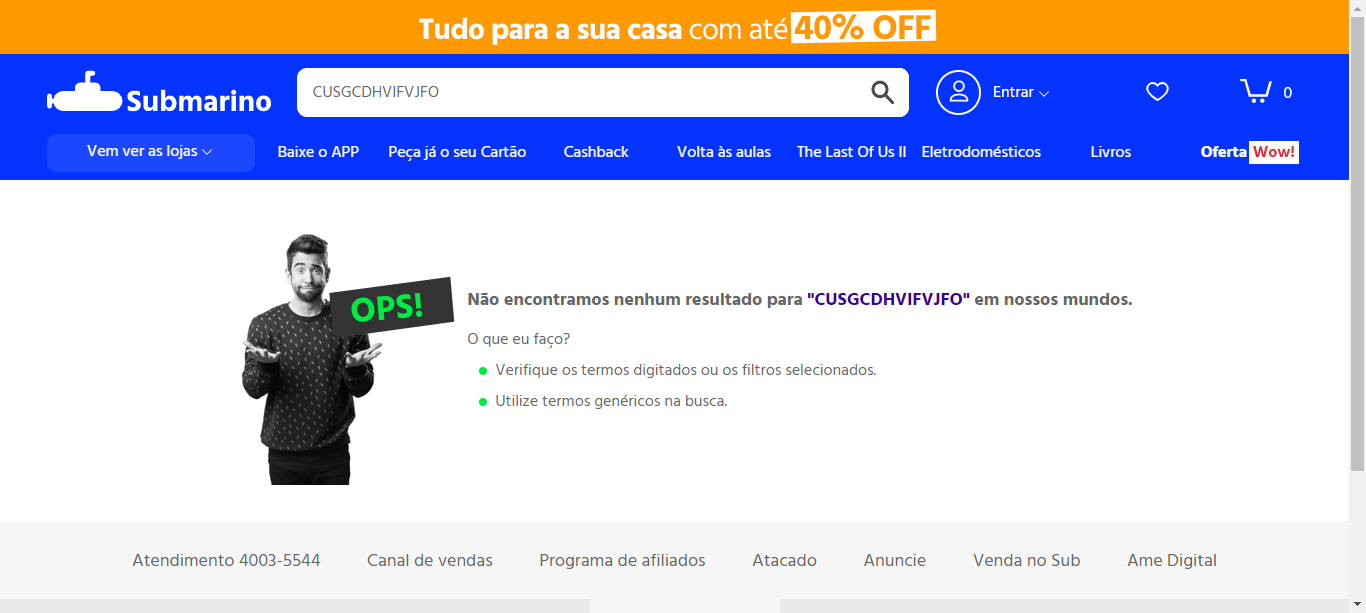 Tudo para a sua casa com até 40% OFF
Submarino
CUSGCDHVIFVJFO
Entrar
0
Vem ver as lojas
Baixe o APP
Peça já o seu Cartão
Cashback
Volta às aulas
The Last Of Us II
Eletrodomésticos
Livros
Oferta Wow!
OPS!
Não encontramos nenhum resultado para "CUSGCDHVIFVJFO" em nossos mundos.
O que eu faço?
Verifique os termos digitados ou os filtros selecionados.
Utilize termos genéricos na busca.
Atendimento 4003-5544
Canal de vendas
Programa de afiliados
Atacado
Anuncie
Venda no Sub
Ame Digital